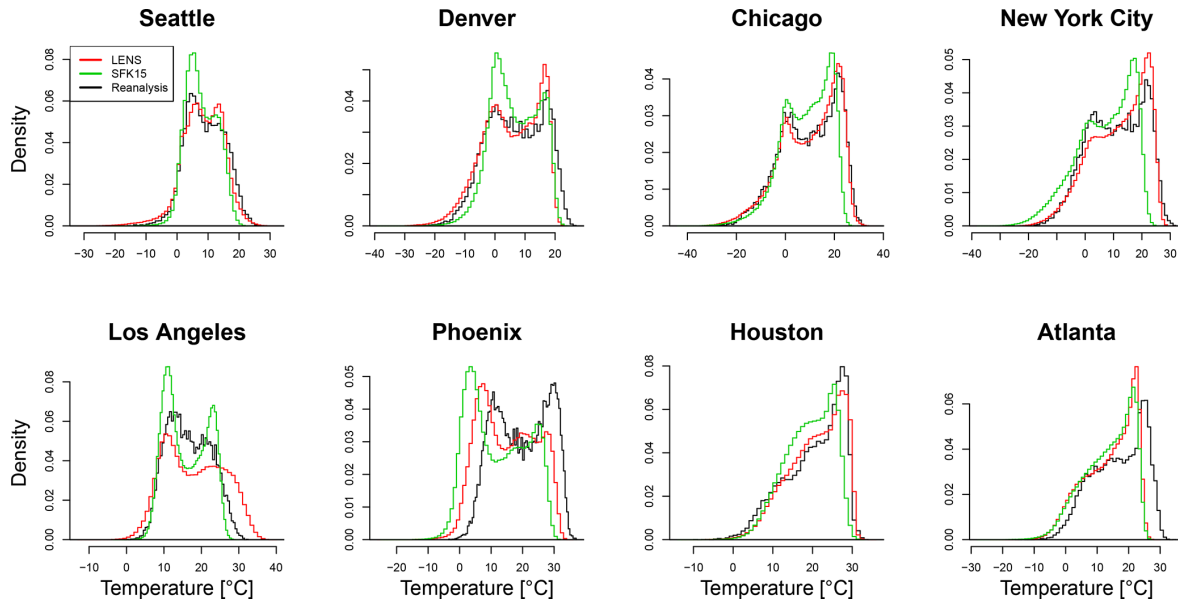 Seattle
Denver
Chicago
New York City
LENS
SFK15
Reanalysis
Density
0.00 0.02 0.04 0.06 0.08
−30 −20 −10 0 10 20 30
0.00 0.02 0.04
−40 −30 −20 −10 0 10 20
0.00 0.01 0.02 0.03 0.04
−40 −20 0 20 40
0.00 0.01 0.02 0.03 0.04 0.05
−40 −30 −20 −10 0 10 20 30
Los Angeles
Phoenix
Houston
Atlanta
Density
0.00 0.02 0.04 0.06 0.08
−10 0 10 20 30 40
Temperature [°C]
0.00 0.01 0.02 0.03 0.04 0.05
−20 −10 0 10 20 30
Temperature [°C]
0.00 0.02 0.04 0.06 0.08
−20 −10 0 10 20 30
Temperature [°C]
0.00 0.02 0.04 0.06
−30 −20 −10 0 10 20 30
Temperature [°C]